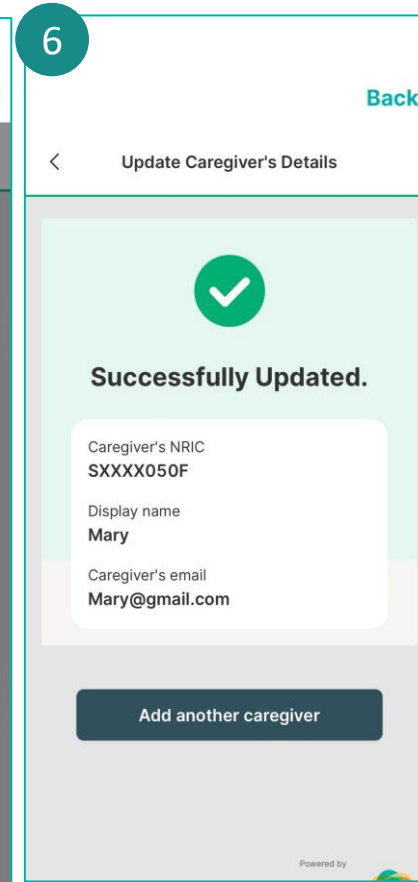 6
Back
Update Caregiver's Details
Successfully Updated.
Caregiver's NRIC
SXXXX050F
Display name
Mary
Caregiver's email
Mary@gmail.com
Add another caregiver
Powered by